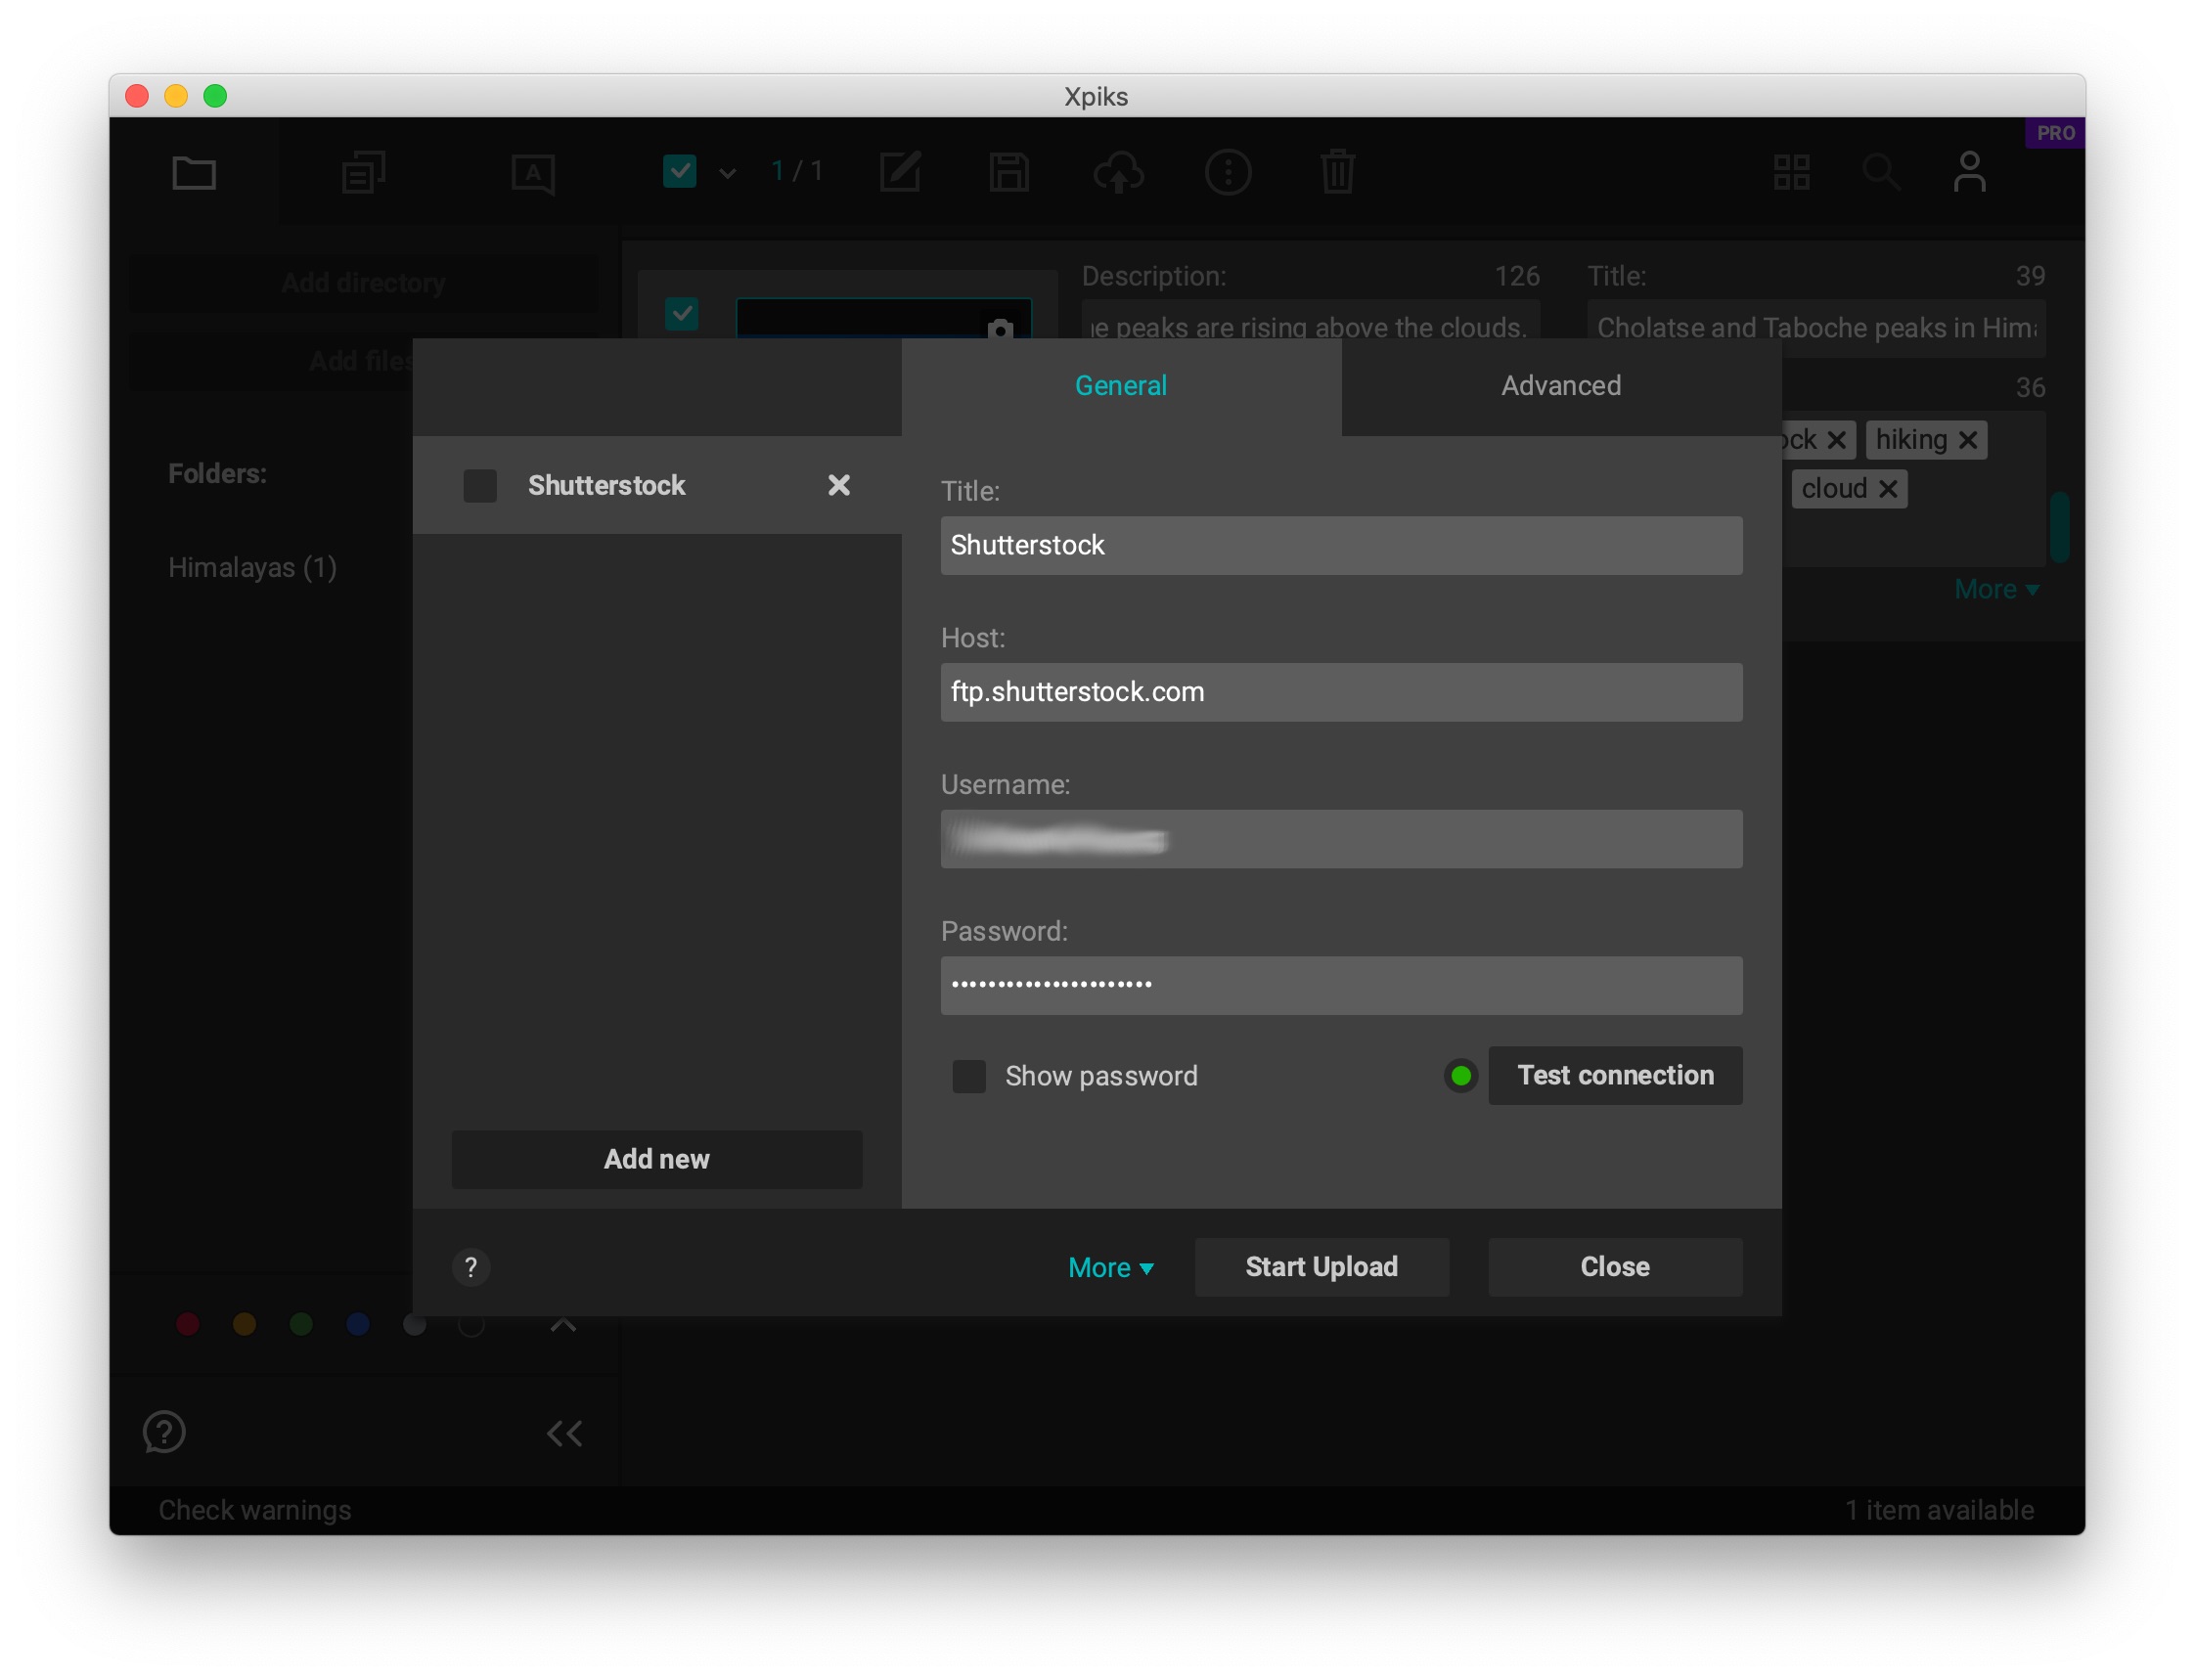 Xpiks
PRO
A
1 / 1
Add directory
Description: 126
Title: 39
e peaks are rising above the clouds.
Cholatse and Taboche peaks in Him
Add files
General
Advanced
36
ck
hiking
Folders:
Shutterstock
cloud
Title:
Shutterstock
Himalayas (1)
More
Host:
ftp.shutterstock.com
Username:
Password:
••••••••••••••••••••••
Show password
Test connection
Add new
?
More
Start Upload
Close
?
Check warnings
1 item available